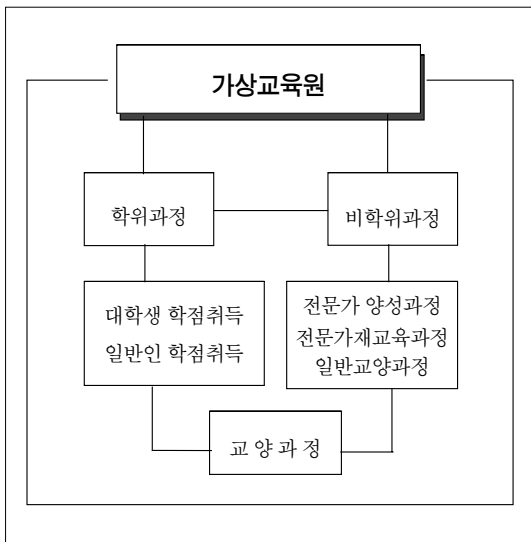 가상교육원
학위과정
비학위과정
대학생 학점취득
일반인 학점취득
전문가 양성과정
전문가재교육과정
일반교양과정
교 양 과 정